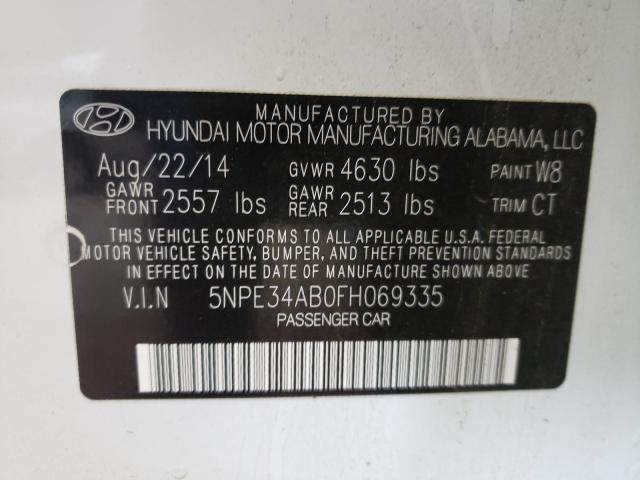 MANUFACTURED BY
HYUNDAI MOTOR MANUFACTURING ALABAMA, LLC
Aug/22/14 GVWR 4630 lbs PAINT W8
GAWR FRONT 2557 lbs GAWR REAR 2513 lbs TRIM CT
THIS VEHICLE CONFORMS TO ALL APPLICABLE U.S.A. FEDERAL
MOTOR VEHICLE SAFETY, BUMPER, AND THEFT PREVENTION STANDARDS
IN EFFECT ON THE DATE OF MANUFACTURE SHOWN ABOVE.
V.I.N 5NPE34AB0FH069335
PASSENGER CAR